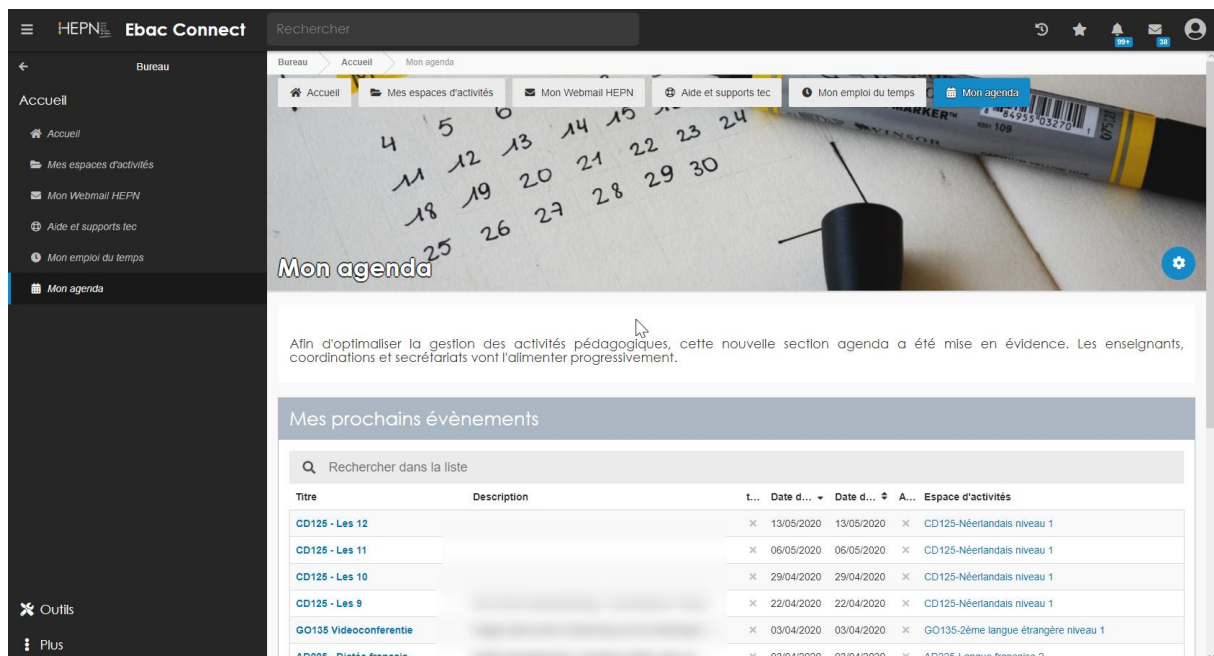 HEPN Ebac Connect
Rechercher
99+
38
Bureau
Accueil
Accueil
Mes espaces d'activités
Mon Webmail HEPN
Aide et supports tec
Mon emploi du temps
Mon agenda
Outils
Plus
Bureau Accueil Mon agenda
Accueil Mes espaces d'activités Mon Webmail HEPN Aide et supports tec Mon emploi du temps Mon agenda
4 5 6
11 12 13 14 15
18 19 20 21 22 23 24
25 26 27 28 29 30
MARKER™
WINSOR
0201 109
84955 03270 1
Mon agenda
Afin d'optimaliser la gestion des activités pédagogiques, cette nouvelle section agenda a été mise en évidence. Les enseignants,
coordinations et secrétariats vont l'alimenter progressivement.
Mes prochains évènements
Rechercher dans la liste
Titre Description t... Date d... Date d... A... Espace d'activités
CD125 - Les 12 13/05/2020 13/05/2020 CD125-Néerlandais niveau 1
CD125 - Les 11 06/05/2020 06/05/2020 CD125-Néerlandais niveau 1
CD125 - Les 10 29/04/2020 29/04/2020 CD125-Néerlandais niveau 1
CD125 - Les 9 22/04/2020 22/04/2020 CD125-Néerlandais niveau 1
GO135 Videoconferentie 03/04/2020 03/04/2020 GO135-2ème langue étrangère niveau 1